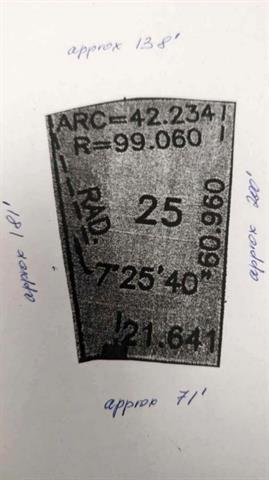 approx 138'
ARC=42.234
R=99.060
RAD.
25
60.960
7°25'40"
21.641
approx 181'
approx 200'
approx 71'